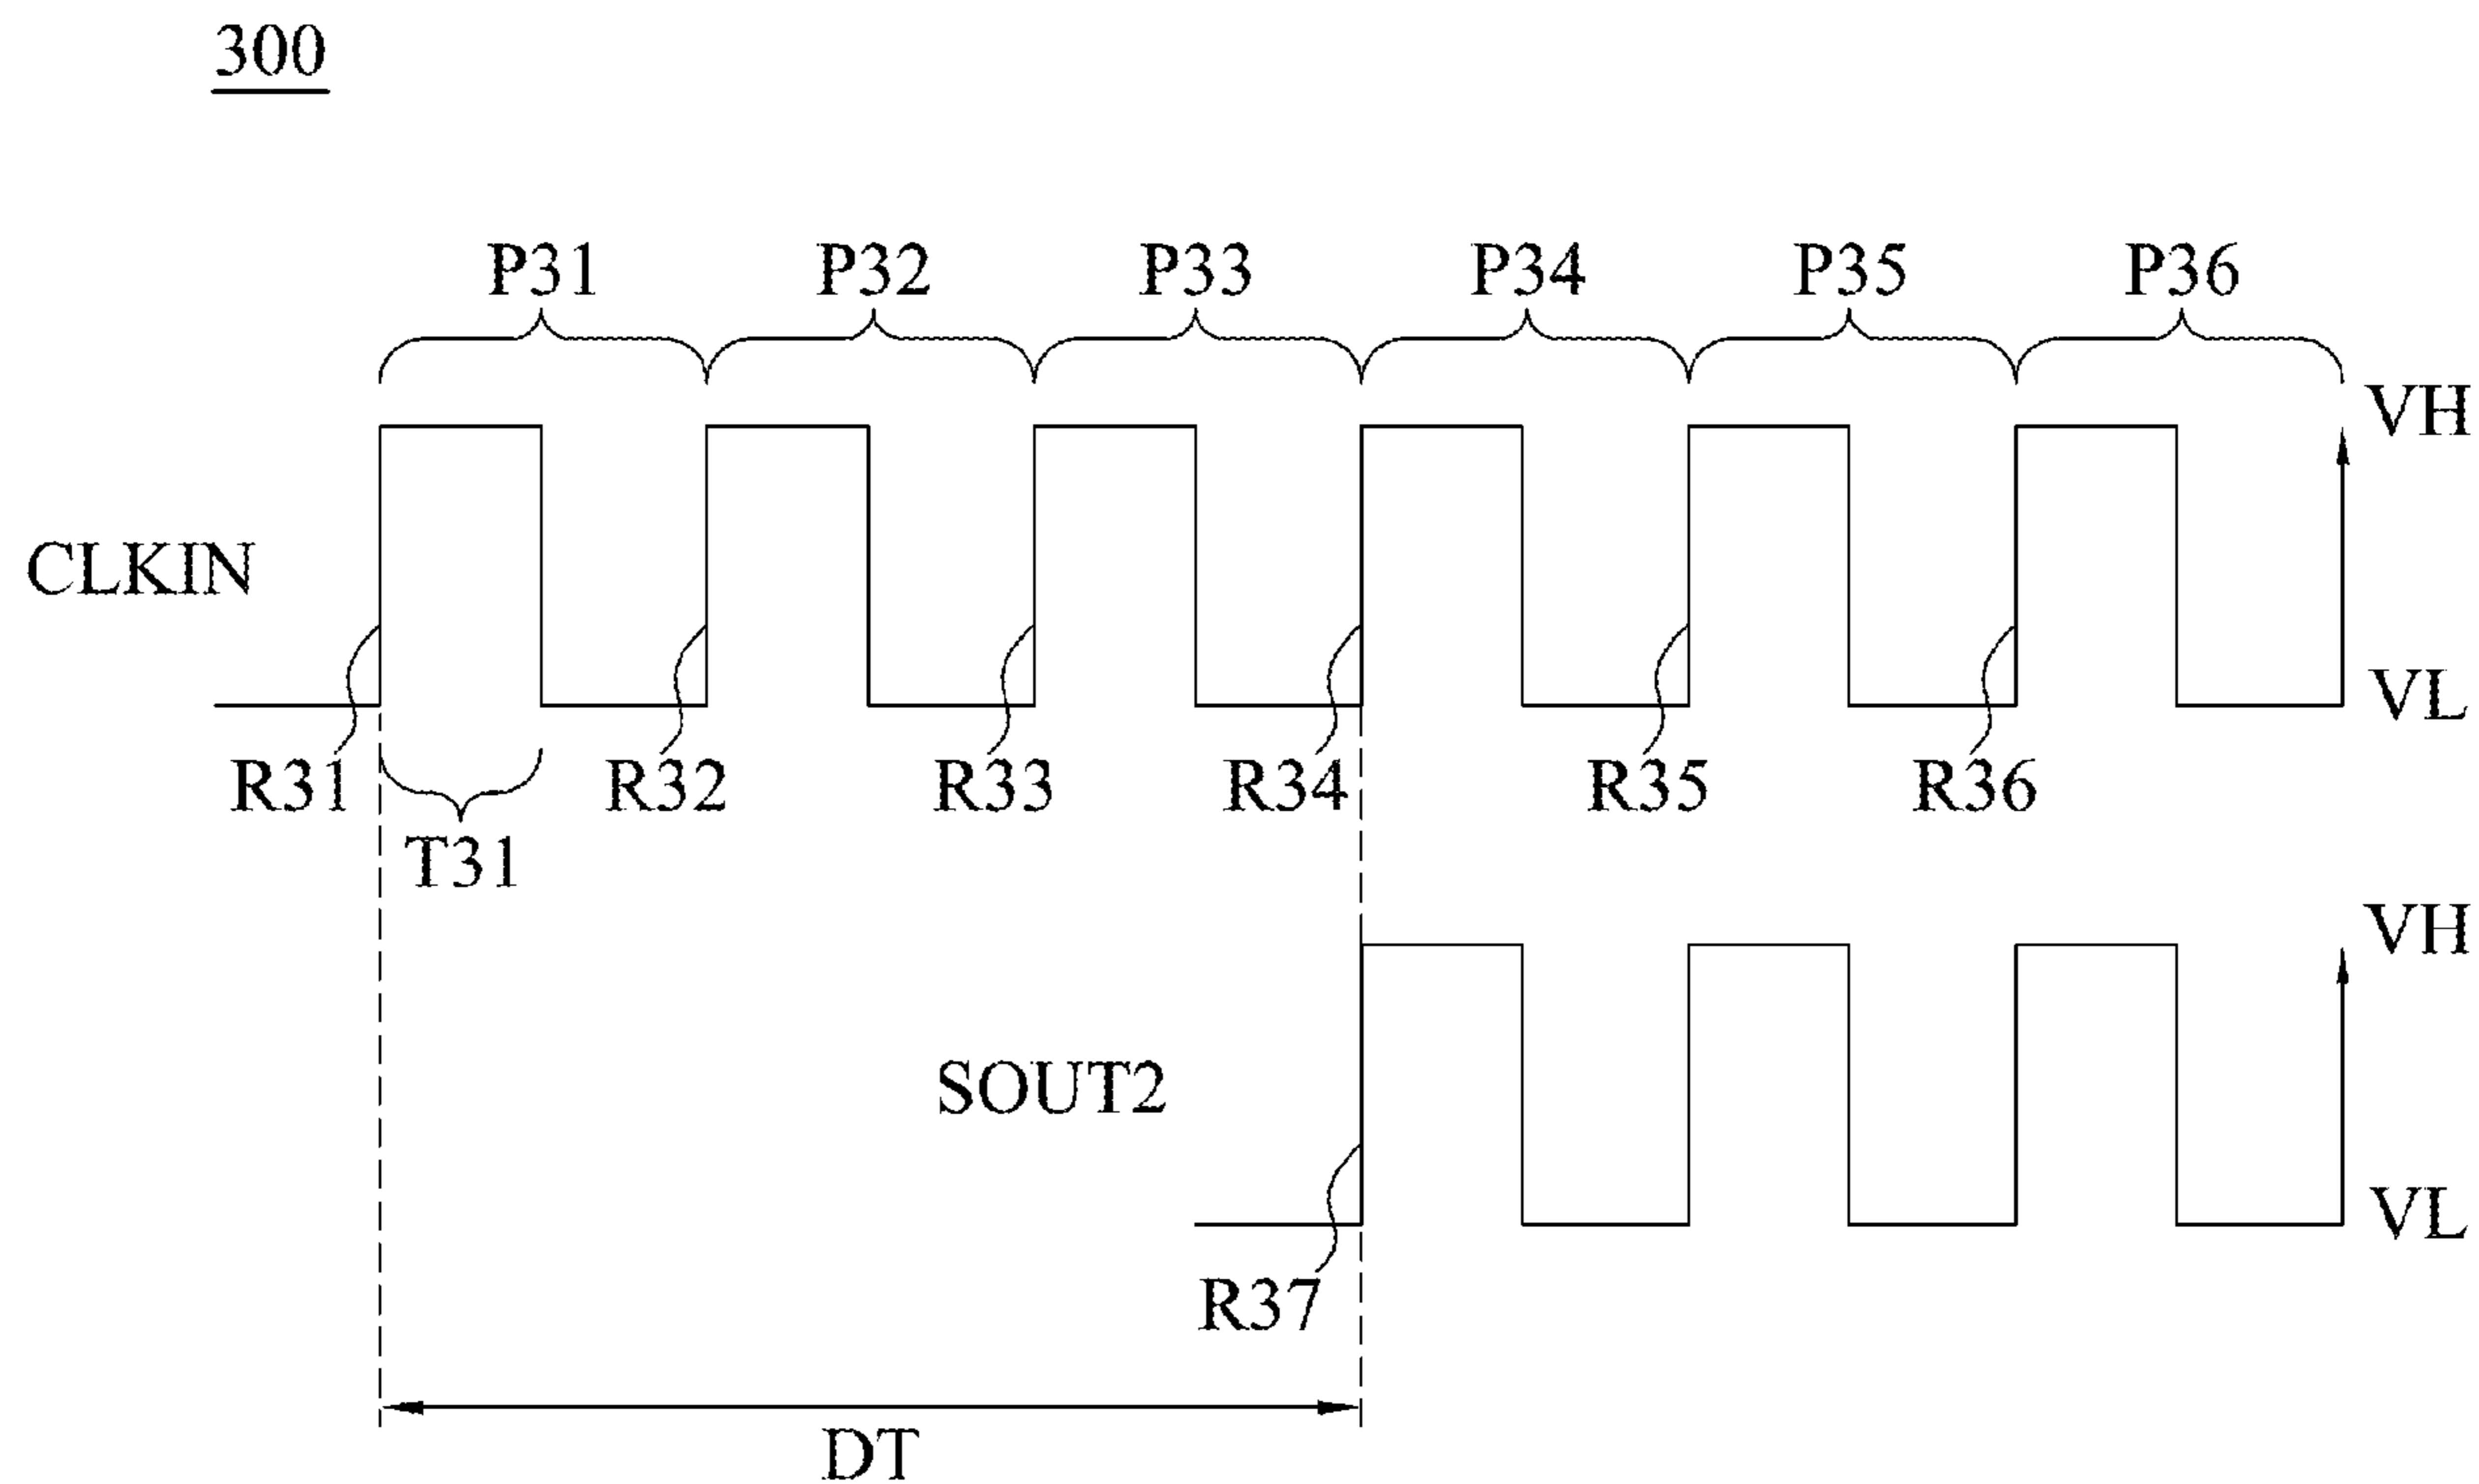 300
P31 P32 P33 P34 P35 P36
VH
CLKIN
VL
R31 R32 R33 R34 R35 R36
T31
VH
SOUT2
VL
R37
DT